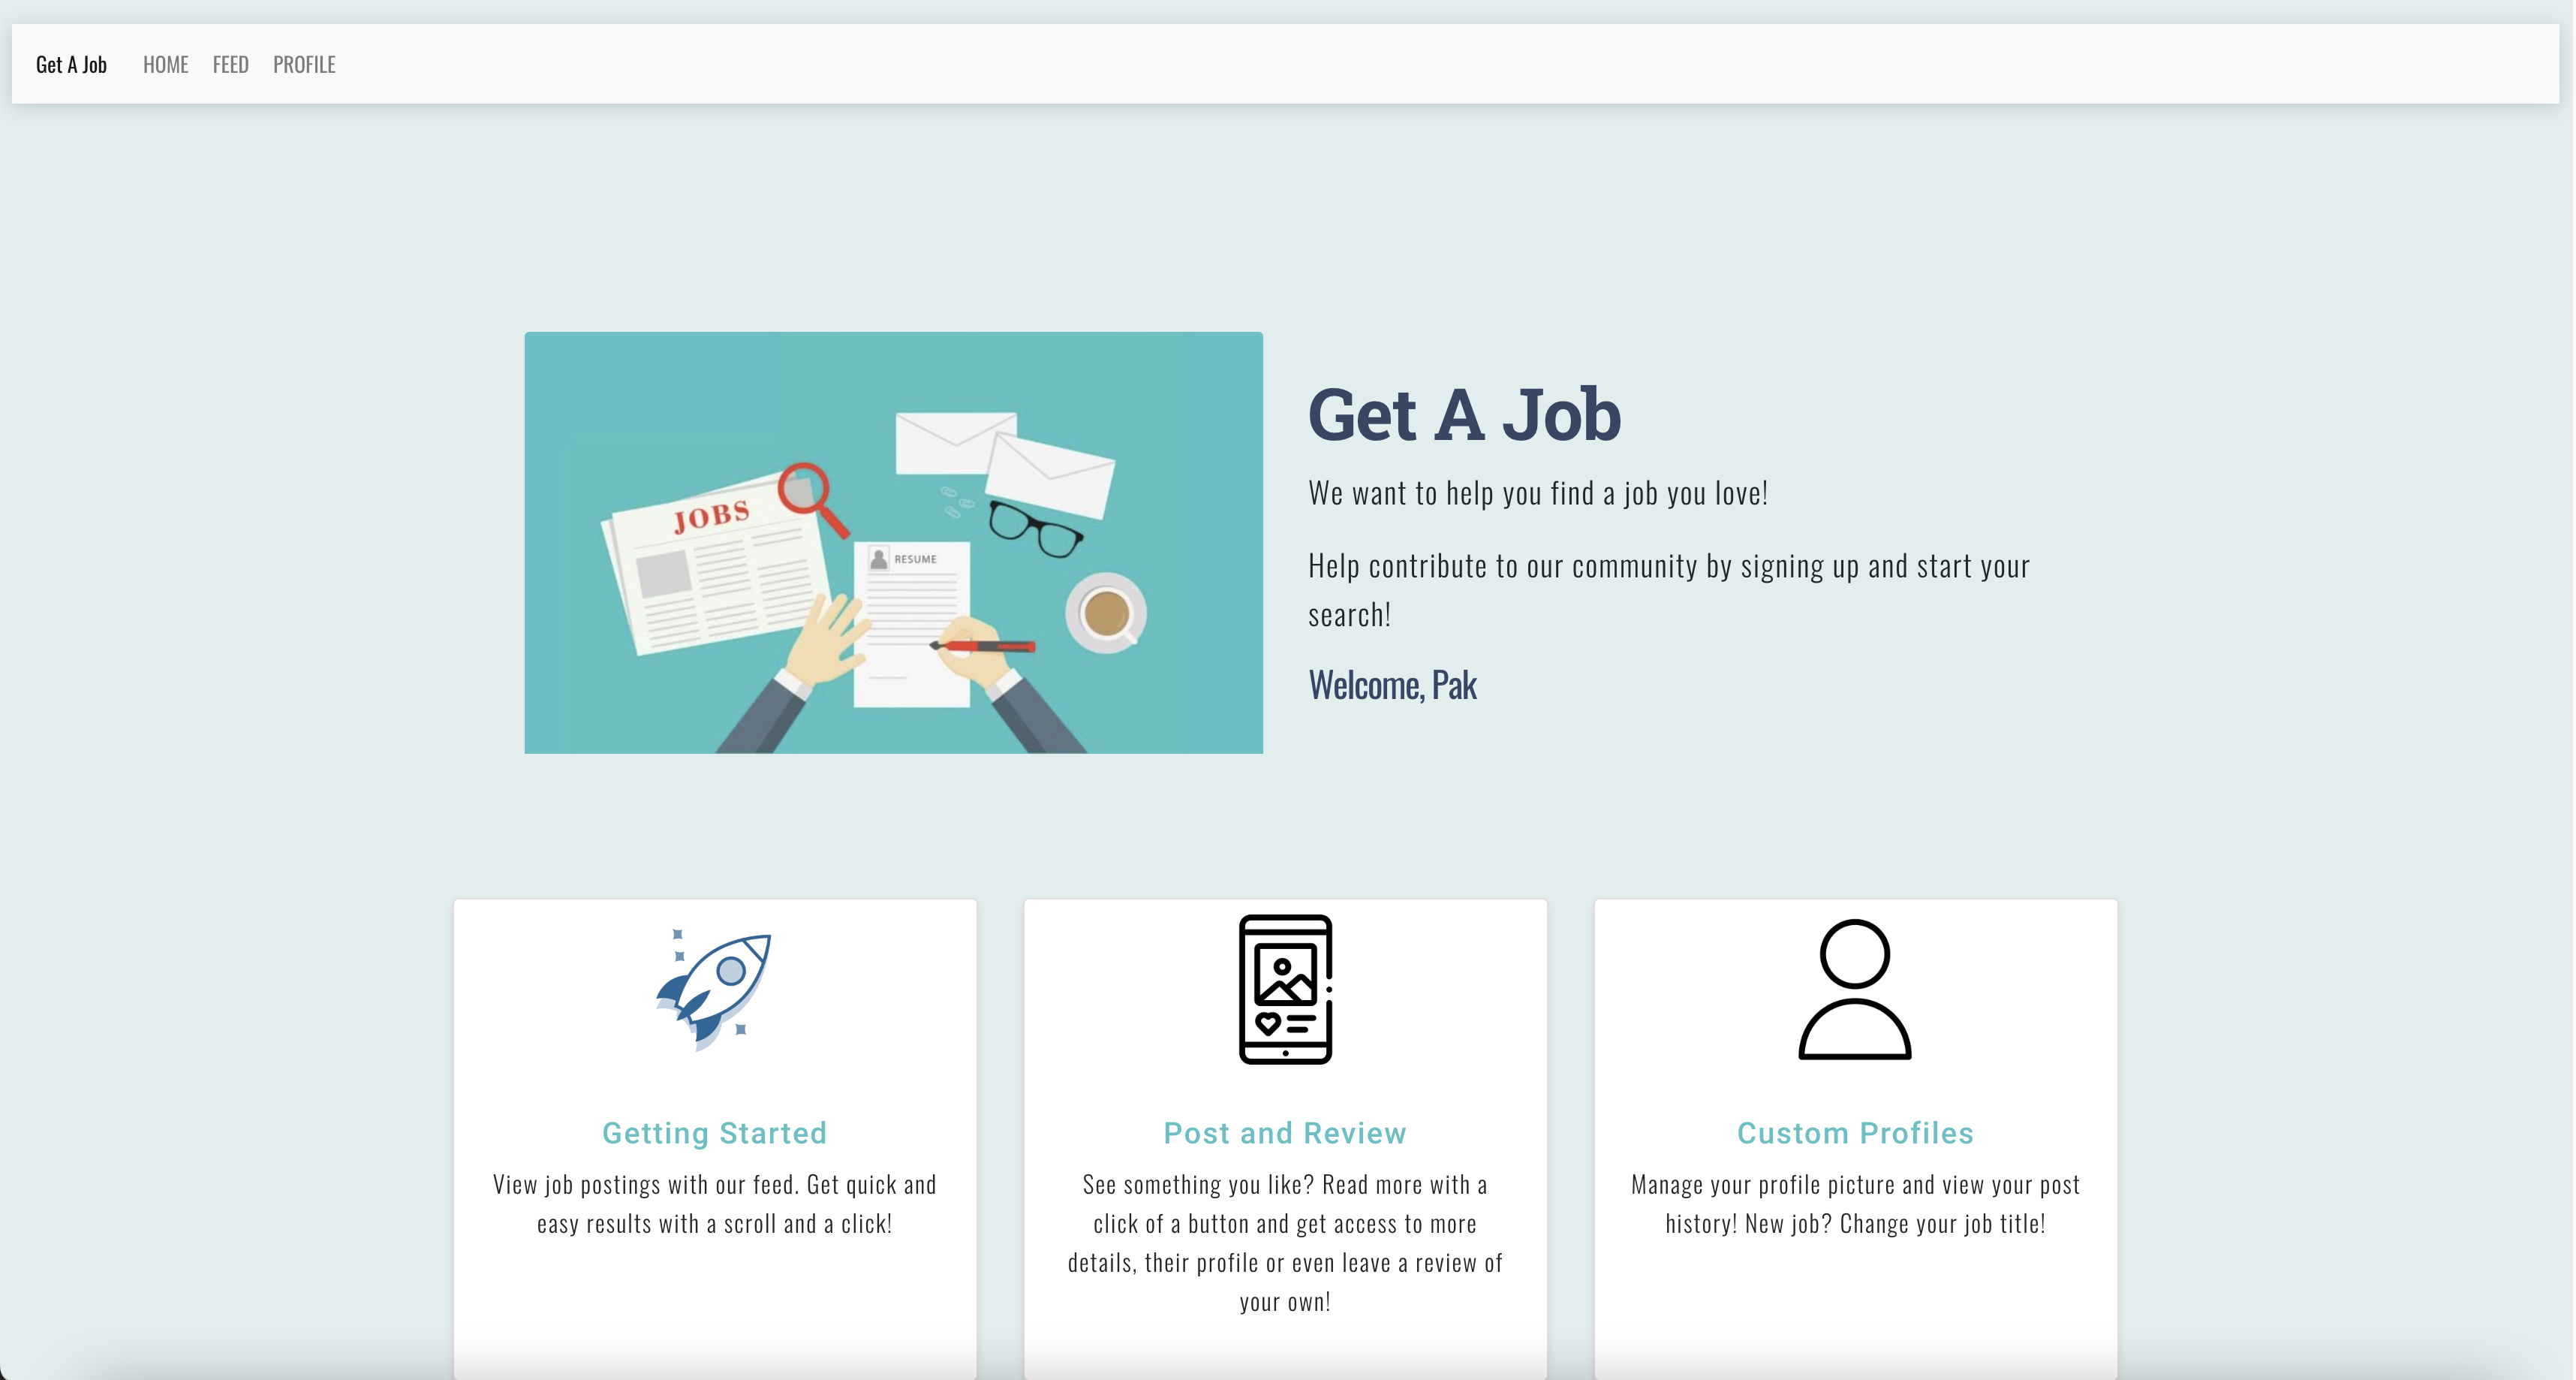 Get A Job HOME FEED PROFILE
JOBS
RESUME
Get A Job
We want to help you find a job you love!
Help contribute to our community by signing up and start your
search!
Welcome, Pak
Getting Started
View job postings with our feed. Get quick and
easy results with a scroll and a click!
Post and Review
See something you like? Read more with a
click of a button and get access to more
details, their profile or even leave a review of
your own!
Custom Profiles
Manage your profile picture and view your post
history! New job? Change your job title!